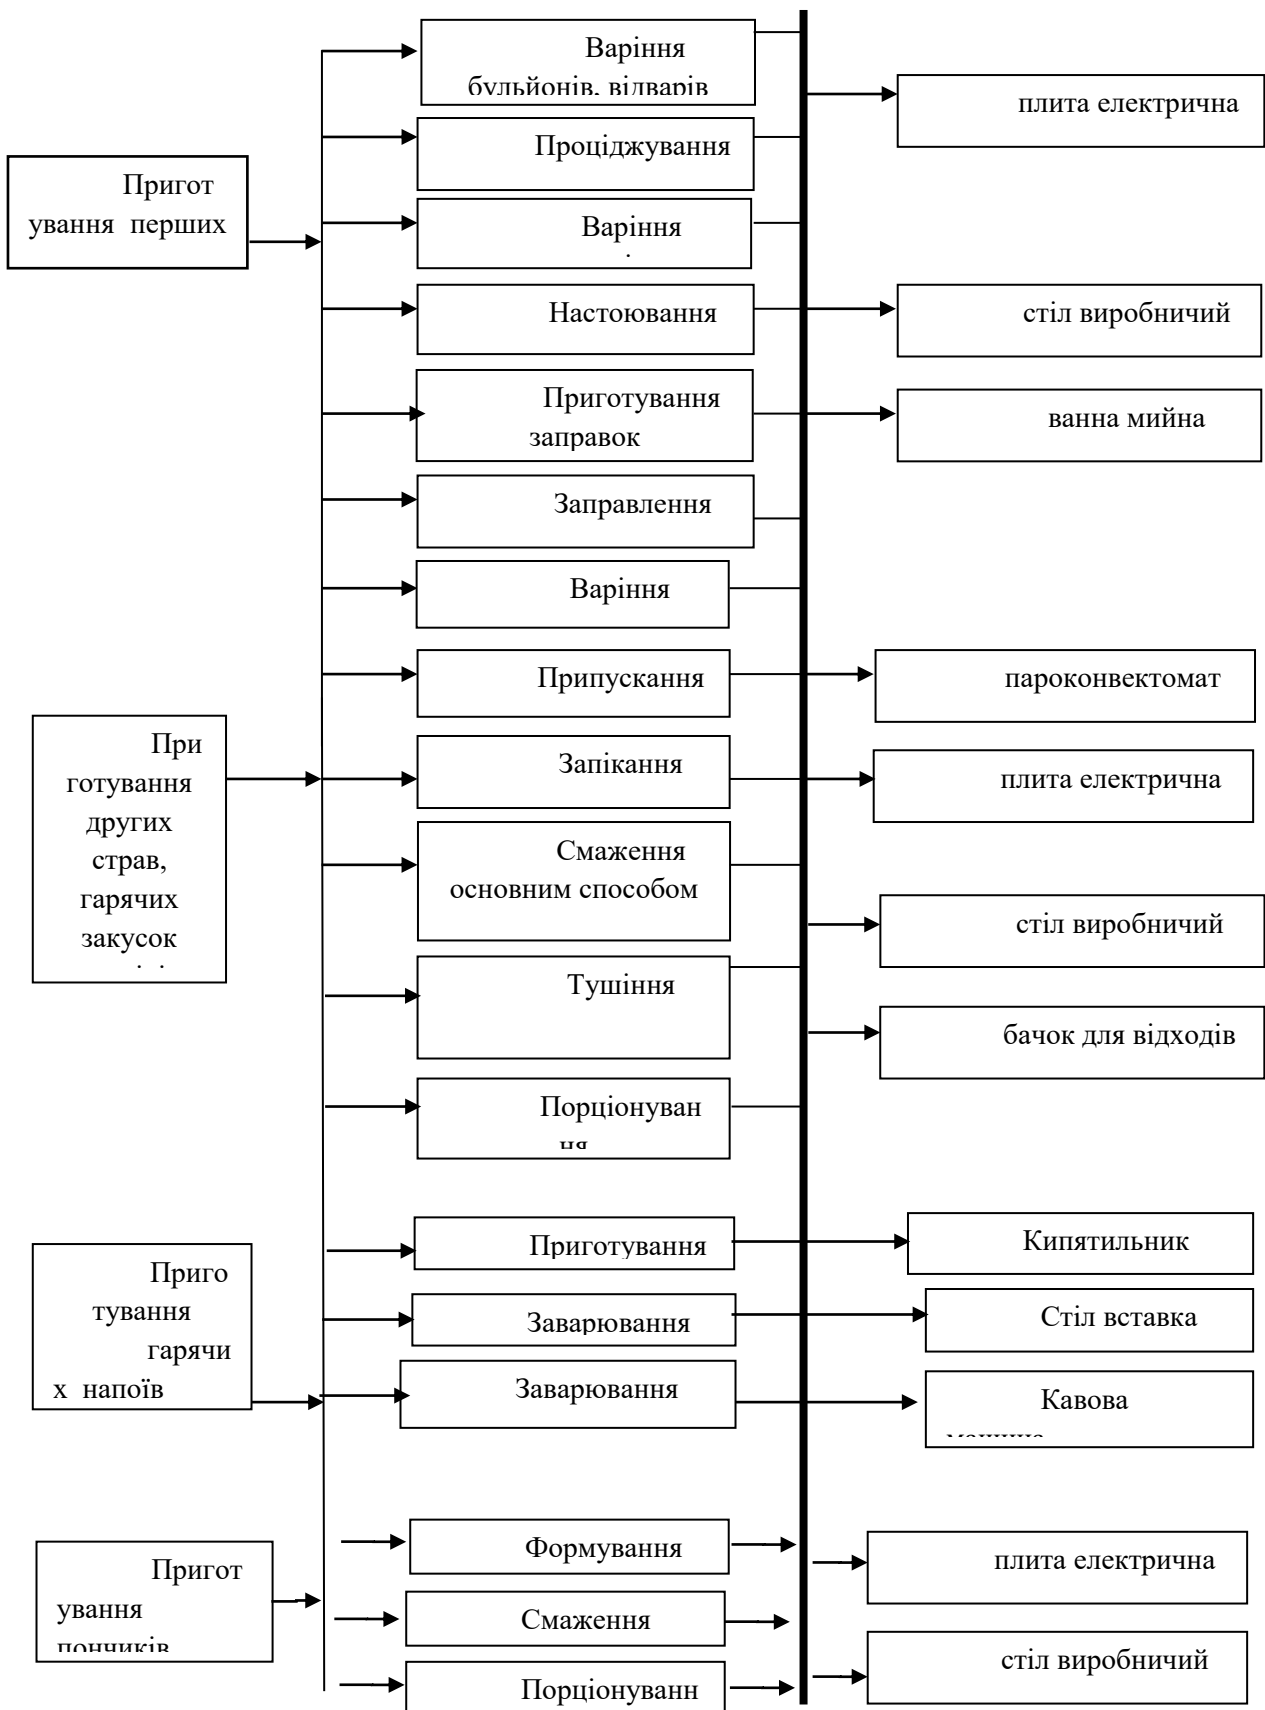 Варіння
бульйонів, відварів
Проціджування
Варіння
Настоювання
Приготування
заправок
Заправлення
Варіння
Припускання
Запікання
Смаження
основним способом
Тушіння
Порціонуван
ня
Приготування
Заварювання
Заварювання
Формування
Смаження
Порціонуванн
Пригот
ування перших
При
готування
других
страв,
гарячих
закусок
Приго
тування
гарячи
х напоїв
Пригот
ування
пончиків
плита електрична
стіл виробничий
ванна мийна
пароконвектомат
плита електрична
стіл виробничий
бачок для відходів
Кипятильник
Стіл вставка
Кавова
машина
плита електрична
стіл виробничий